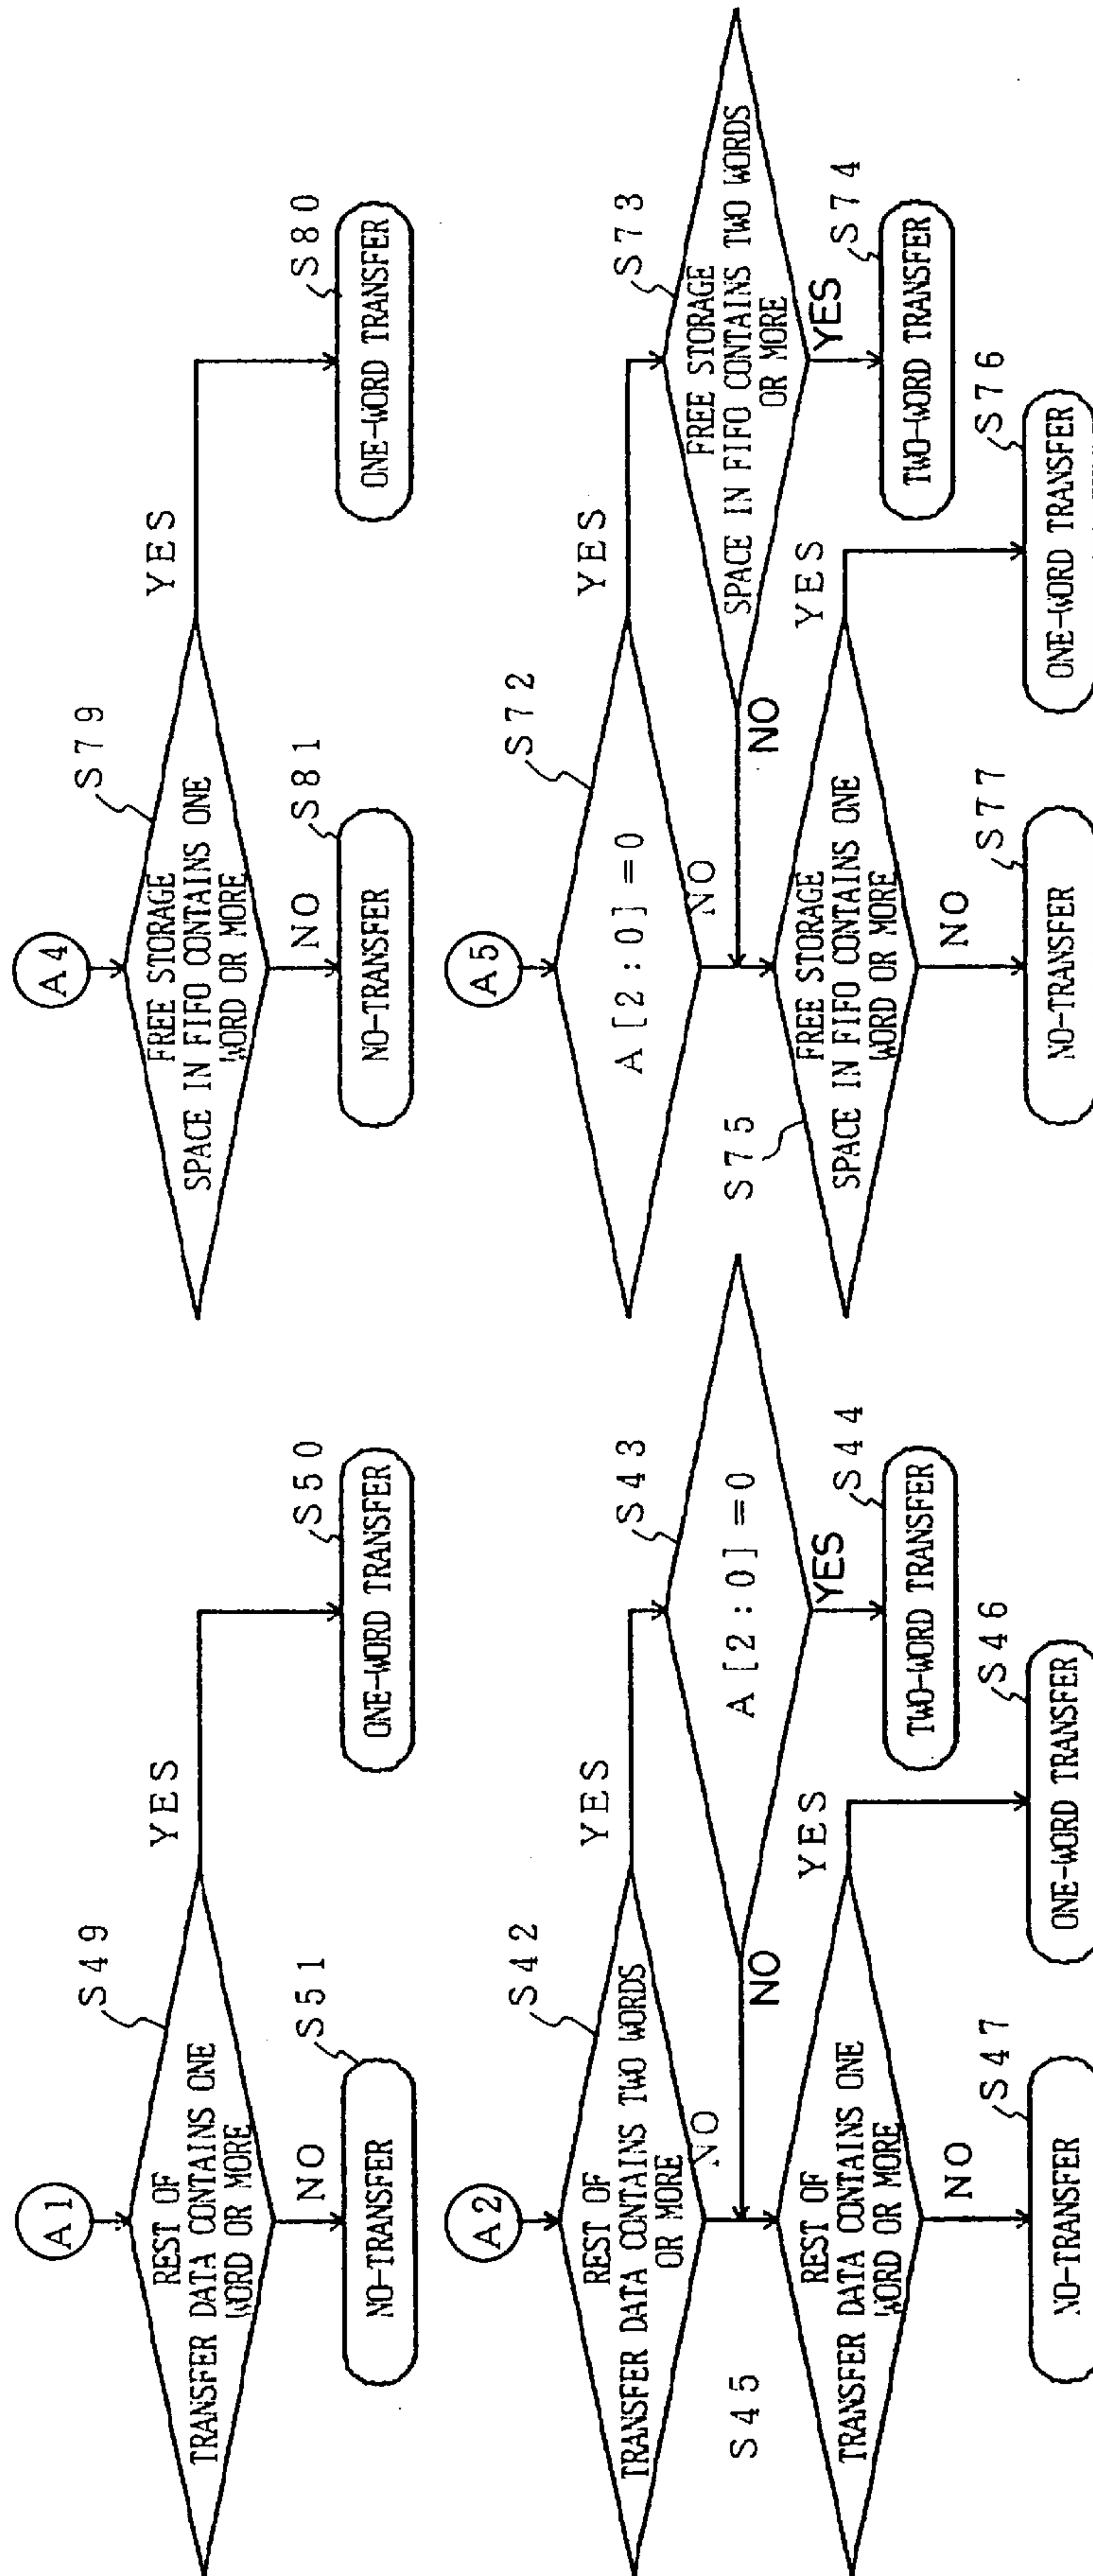 A1
REST OF
TRANSFER DATA CONTAINS ONE
WORD OR MORE
S49
YES
NO
S51
NO-TRANSFER
S50
ONE-WORD TRANSFER
A2
REST OF
TRANSFER DATA CONTAINS TWO WORDS
OR MORE
S42
YES
NO
S43
A [2:0] = 0
NO
YES
S44
TWO-WORD TRANSFER
S45
REST OF
TRANSFER DATA CONTAINS ONE
WORD OR MORE
YES
S46
ONE-WORD TRANSFER
NO
S47
NO-TRANSFER
A4
FREE STORAGE
SPACE IN FIFO CONTAINS ONE
WORD OR MORE
S79
YES
NO
S81
NO-TRANSFER
S80
ONE-WORD TRANSFER
A5
A [2:0] = 0
S72
YES
NO
S73
FREE STORAGE
SPACE IN FIFO CONTAINS TWO WORDS
OR MORE
NO
YES
S74
TWO-WORD TRANSFER
S75
FREE STORAGE
SPACE IN FIFO CONTAINS ONE
WORD OR MORE
YES
S76
ONE-WORD TRANSFER
NO
S77
NO-TRANSFER